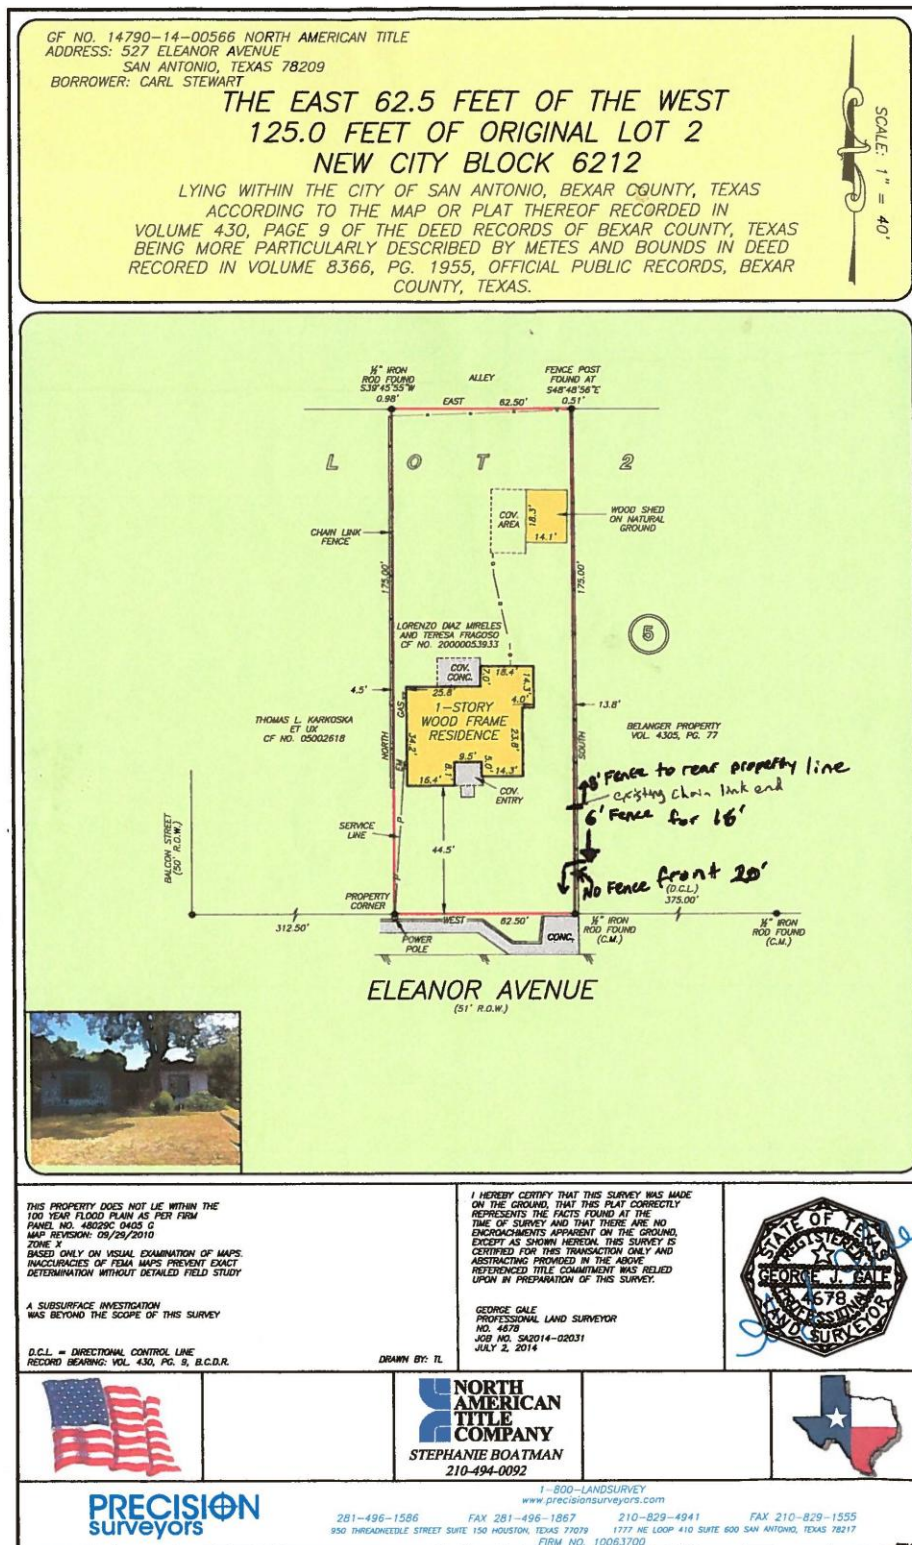 GF NO. 14790-14-00566 NORTH AMERICAN TITLE
ADDRESS: 527 ELEANOR AVENUE
SAN ANTONIO, TEXAS 78209
BORROWER: CARL STEWART
THE EAST 62.5 FEET OF THE WEST
125.0 FEET OF ORIGINAL LOT 2
NEW CITY BLOCK 6212
LYING WITHIN THE CITY OF SAN ANTONIO, BEXAR COUNTY, TEXAS
ACCORDING TO THE MAP OR PLAT THEREOF RECORDED IN
VOLUME 430, PAGE 9 OF THE DEED RECORDS OF BEXAR COUNTY, TEXAS
BEING MORE PARTICULARLY DESCRIBED BY METES AND BOUNDS IN DEED
RECORED IN VOLUME 8366, PG. 1955, OFFICIAL PUBLIC RECORDS, BEXAR
COUNTY, TEXAS.
SCALE: 1" = 40'
½" IRON
ROD FOUND
S39°45'55"W
0.98'
ALLEY
FENCE POST
FOUND AT
S48°48'56"E
0.51'
EAST 62.50'
L O T 2
COV.
AREA
18.3'
14.1'
WOOD SHED
ON NATURAL
GROUND
CHAIN LINK
FENCE
175.00'
175.00'
5
LORENZO DIAZ MIRELES
AND TERESA FRAGOSO
CF NO. 20000053933
COV.
CONC.
7.0'
18.4'
14.3'
4.0'
25.8'
4.5'
GAS
13.8'
1-STORY
WOOD FRAME
RESIDENCE
THOMAS L. KARKOSKA
ET UX
CF NO. 05002618
BELANGER PROPERTY
VOL. 4305, PG. 77
NORTH
SOUTH
34.2'
23.8'
9.5'
5.0'
14.3'
EM
16.4'
8.1'
COV.
ENTRY
8' Fence to rear property line
existing chain link end
6' Fence for 16'
No Fence front 20'
SERVICE
LINE
44.5'
P
P
BALCON STREET
(50' R.O.W.)
(D.C.L.)
375.00'
PROPERTY
CORNER
312.50'
WEST 62.50'
POWER
POLE
CONC.
½" IRON
ROD FOUND
(C.M.)
½" IRON
ROD FOUND
(C.M.)
ELEANOR AVENUE
(51' R.O.W.)
THIS PROPERTY DOES NOT LIE WITHIN THE
100 YEAR FLOOD PLAIN AS PER FIRM
PANEL NO. 48029C 0405 G
MAP REVISION: 09/29/2010
ZONE X
BASED ONLY ON VISUAL EXAMINATION OF MAPS.
INACCURACIES OF FEMA MAPS PREVENT EXACT
DETERMINATION WITHOUT DETAILED FIELD STUDY
A SUBSURFACE INVESTIGATION
WAS BEYOND THE SCOPE OF THIS SURVEY
D.C.L. = DIRECTIONAL CONTROL LINE
RECORD BEARING: VOL. 430, PG. 9, B.C.D.R.
DRAWN BY: TL
I HEREBY CERTIFY THAT THIS SURVEY WAS MADE
ON THE GROUND, THAT THIS PLAT CORRECTLY
REPRESENTS THE FACTS FOUND AT THE
TIME OF SURVEY AND THAT THERE ARE NO
ENCROACHMENTS APPARENT ON THE GROUND,
EXCEPT AS SHOWN HEREON. THIS SURVEY IS
CERTIFIED FOR THIS TRANSACTION ONLY AND
ABSTRACTING PROVIDED IN THE ABOVE
REFERENCED TITLE COMMITMENT WAS RELIED
UPON IN PREPARATION OF THIS SURVEY.
GEORGE GALE
PROFESSIONAL LAND SURVEYOR
NO. 4678
JOB NO. SA2014-02031
JULY 2, 2014
STATE OF TEXAS
REGISTERED
GEORGE J. GALE
4678
PROFESSIONAL
LAND SURVEYOR
NORTH
AMERICAN
TITLE
COMPANY
STEPHANIE BOATMAN
210-494-0092
PRECISION
surveyors
1-800-LANDSURVEY
www.precisionsurveyors.com
281-496-1586 FAX 281-496-1867 210-829-4941 FAX 210-829-1555
950 THREADNEEDLE STREET SUITE 150 HOUSTON, TEXAS 77079 1777 NE LOOP 410 SUITE 600 SAN ANTONIO, TEXAS 78217
FIRM NO. 10063700